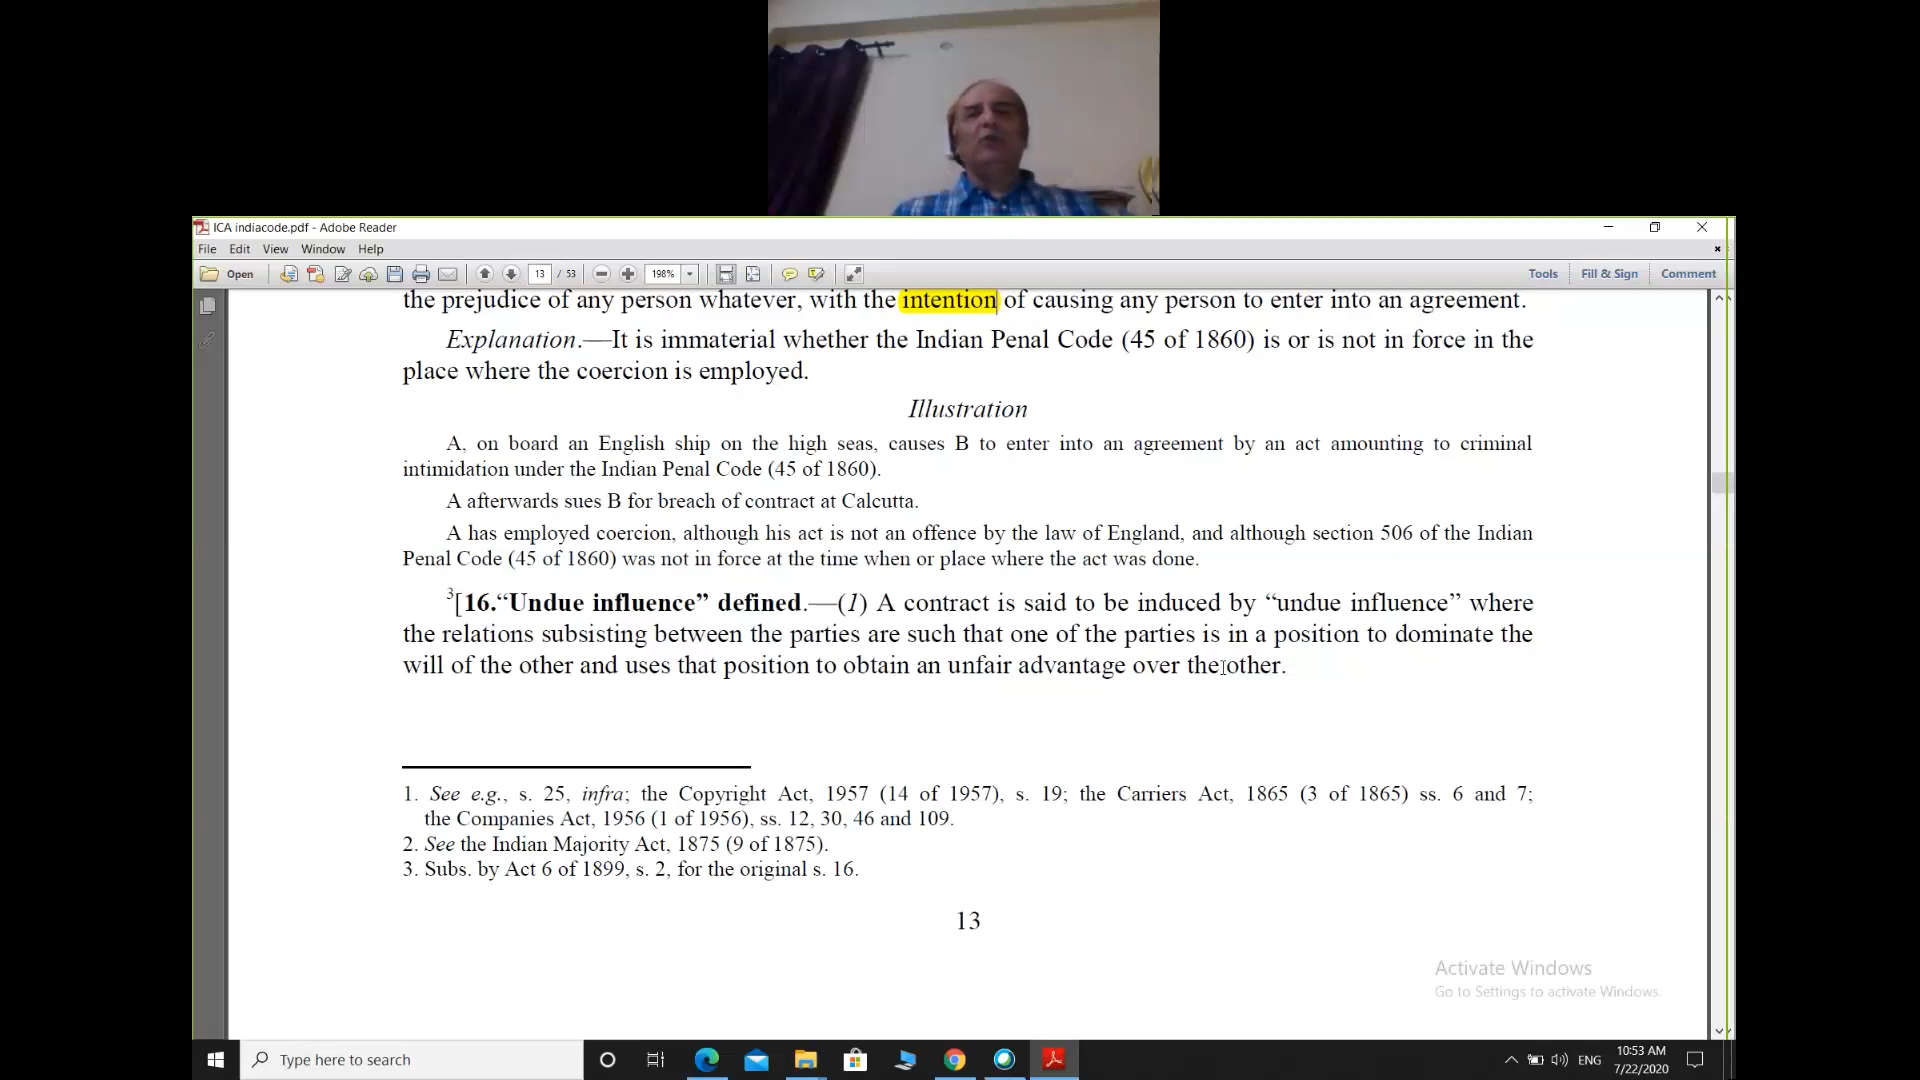 ICA indiacode.pdf - Adobe Reader
File Edit View Window Help
Open 13 / 53 198% Tools Fill & Sign Comment
the prejudice of any person whatever, with the intention of causing any person to enter into an agreement.
Explanation.—It is immaterial whether the Indian Penal Code (45 of 1860) is or is not in force in the
place where the coercion is employed.
Illustration
A, on board an English ship on the high seas, causes B to enter into an agreement by an act amounting to criminal
intimidation under the Indian Penal Code (45 of 1860).
A afterwards sues B for breach of contract at Calcutta.
A has employed coercion, although his act is not an offence by the law of England, and although section 506 of the Indian
Penal Code (45 of 1860) was not in force at the time when or place where the act was done.
3[16.“Undue influence” defined.—(1) A contract is said to be induced by “undue influence” where
the relations subsisting between the parties are such that one of the parties is in a position to dominate the
will of the other and uses that position to obtain an unfair advantage over the other.
1. See e.g., s. 25, infra; the Copyright Act, 1957 (14 of 1957), s. 19; the Carriers Act, 1865 (3 of 1865) ss. 6 and 7;
the Companies Act, 1956 (1 of 1956), ss. 12, 30, 46 and 109.
2. See the Indian Majority Act, 1875 (9 of 1875).
3. Subs. by Act 6 of 1899, s. 2, for the original s. 16.
13
Activate Windows
Go to Settings to activate Windows.
Type here to search ENG 10:53 AM
7/22/2020